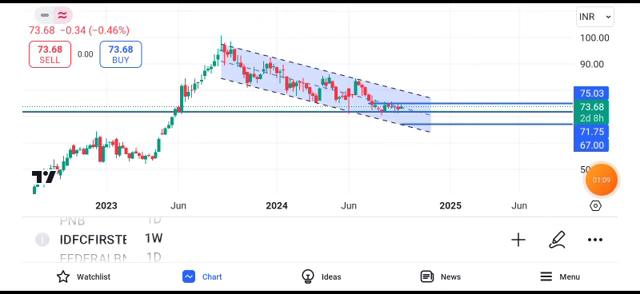 INR
73.68 −0.34 (−0.46%)
100.00
73.68
SELL
0.00
73.68
BUY
90.00
75.03
73.68
2d 8h
71.75
67.00
50
01:09
2023
Jun
2024
Jun
2025
Jun
PNB
1D
IDFCFIRSTB
1W
FEDERALBN
1D
Watchlist
Chart
Ideas
News
Menu